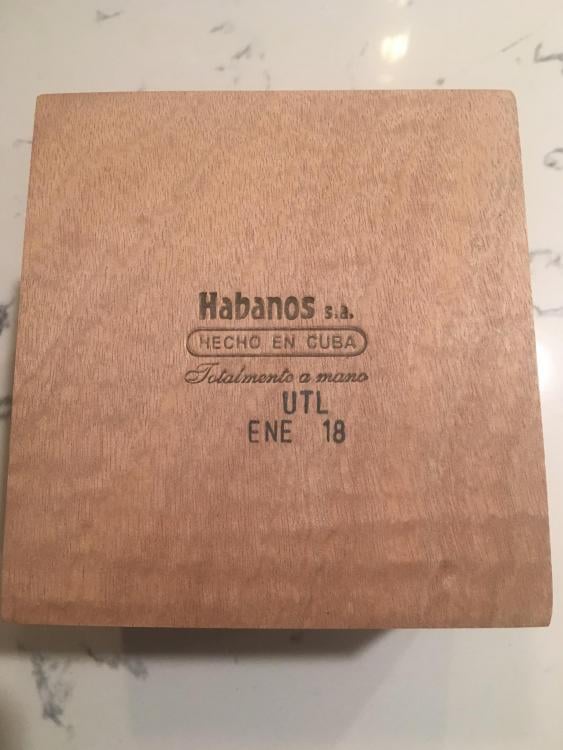 Habanos s.a.
HECHO EN CUBA
Totalmente a mano
UTL
ENE 18